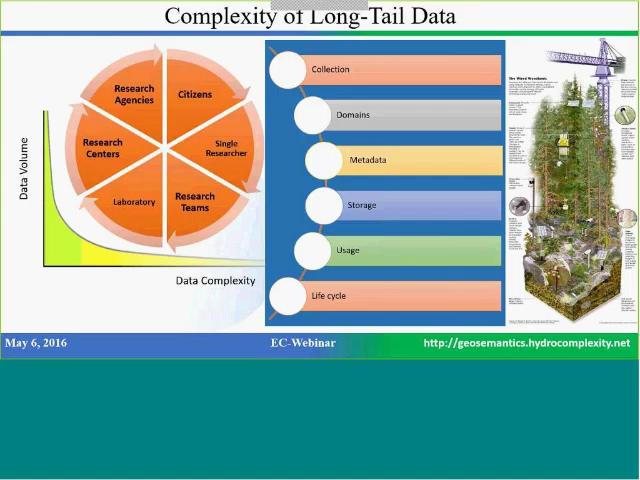 Complexity of Long-Tail Data
Data Volume
Research
Agencies
Citizens
Research
Centers
Single
Researcher
Laboratory
Research
Teams
Data Complexity
Collection
Domains
Metadata
Storage
Usage
Life cycle
The Wired Woodlands
May 6, 2016
EC-Webinar
http://geosemantics.hydrocomplexity.net